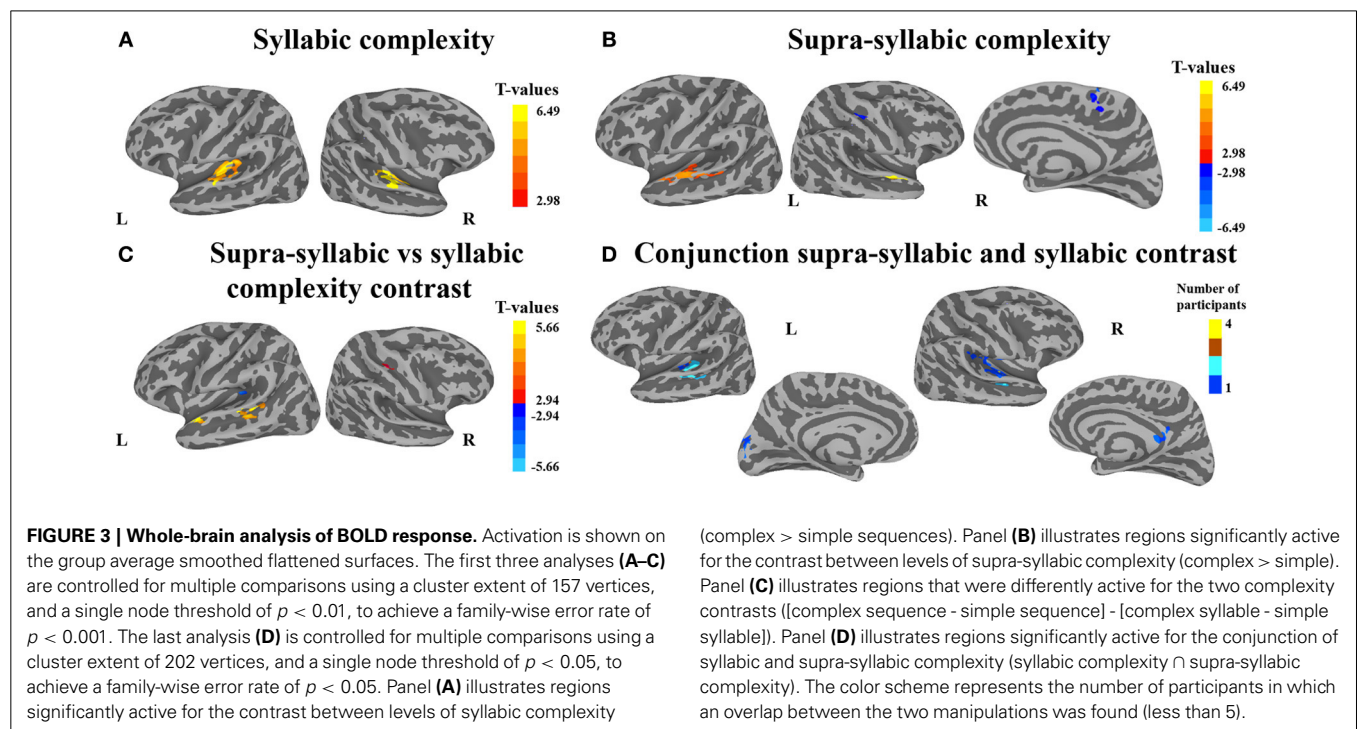 A
Syllabic complexity
T-values
6.49
2.98
L
R
B
Supra-syllabic complexity
T-values
6.49
2.98
-2.98
-6.49
L
R
C
Supra-syllabic vs syllabic
complexity contrast
T-values
5.66
2.94
-2.94
-5.66
L
R
D
Conjunction supra-syllabic and syllabic contrast
Number of
participants
4
1
L
R
FIGURE 3 | Whole-brain analysis of BOLD response. Activation is shown on
the group average smoothed flattened surfaces. The first three analyses (A–C)
are controlled for multiple comparisons using a cluster extent of 157 vertices,
and a single node threshold of p < 0.01, to achieve a family-wise error rate of
p < 0.001. The last analysis (D) is controlled for multiple comparisons using a
cluster extent of 202 vertices, and a single node threshold of p < 0.05, to
achieve a family-wise error rate of p < 0.05. Panel (A) illustrates regions
significantly active for the contrast between levels of syllabic complexity
(complex > simple sequences). Panel (B) illustrates regions significantly active
for the contrast between levels of supra-syllabic complexity (complex > simple).
Panel (C) illustrates regions that were differently active for the two complexity
contrasts ([complex sequence - simple sequence] - [complex syllable - simple
syllable]). Panel (D) illustrates regions significantly active for the conjunction of
syllabic and supra-syllabic complexity (syllabic complexity ∩ supra-syllabic
complexity). The color scheme represents the number of participants in which
an overlap between the two manipulations was found (less than 5).